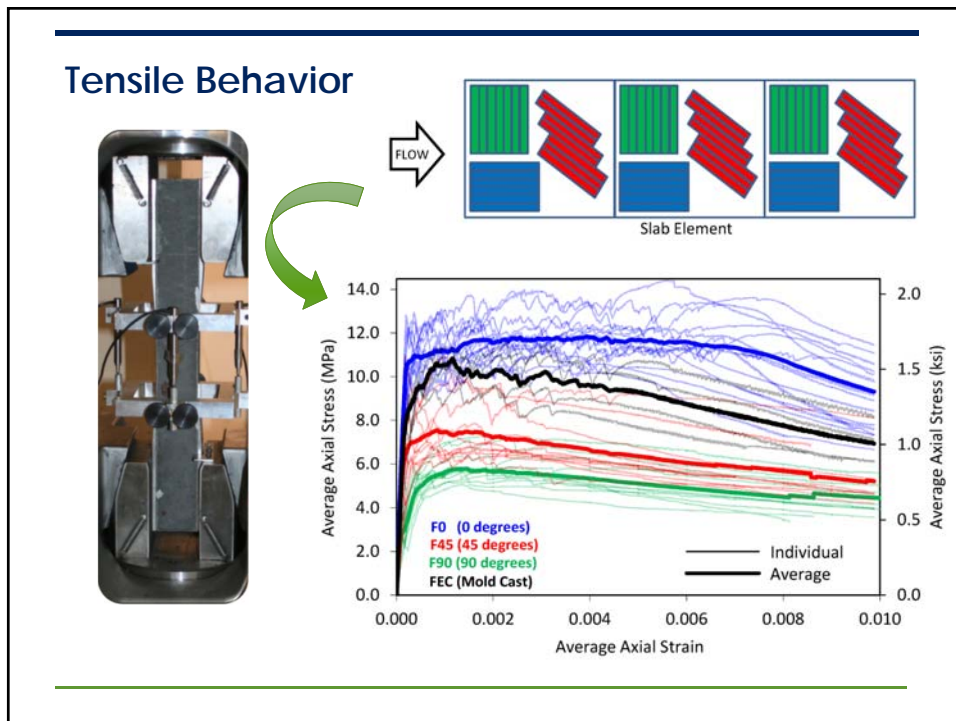 Tensile Behavior
FLOW
Slab Element
14.0
12.0
10.0
8.0
6.0
4.0
2.0
0.0
Average Axial Stress (MPa)
2.0
1.5
1.0
0.5
0.0
Average Axial Stress (ksi)
F0 (0 degrees)
F45 (45 degrees)
F90 (90 degrees)
FEC (Mold Cast)
Individual
Average
0.000 0.002 0.004 0.006 0.008 0.010
Average Axial Strain